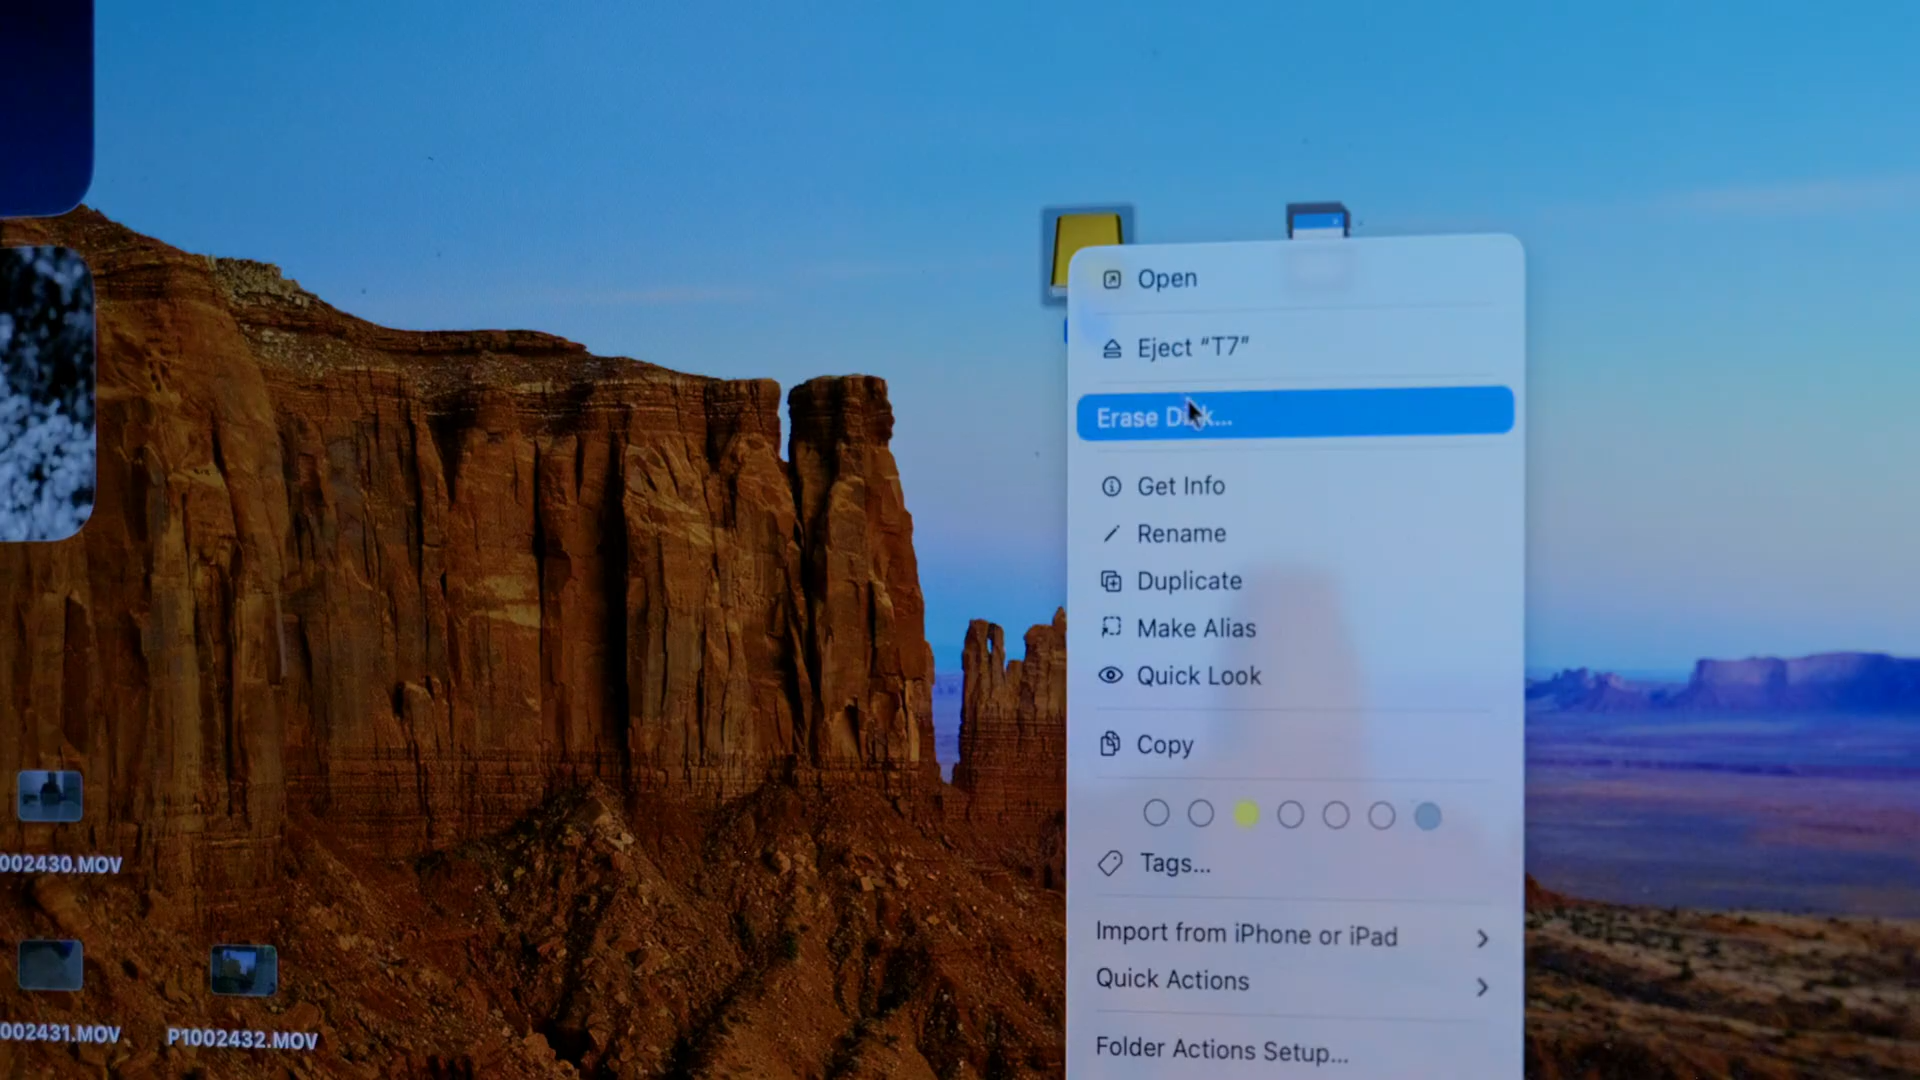 Open
Eject “T7”
Erase D k...
Get Info
Rename
Duplicate
Make Alias
Quick Look
Copy
Tags...
Import from iPhone or iPad
Quick Actions
Folder Actions Setup...
002430.MOV
002431.MOV
P1002432.MOV